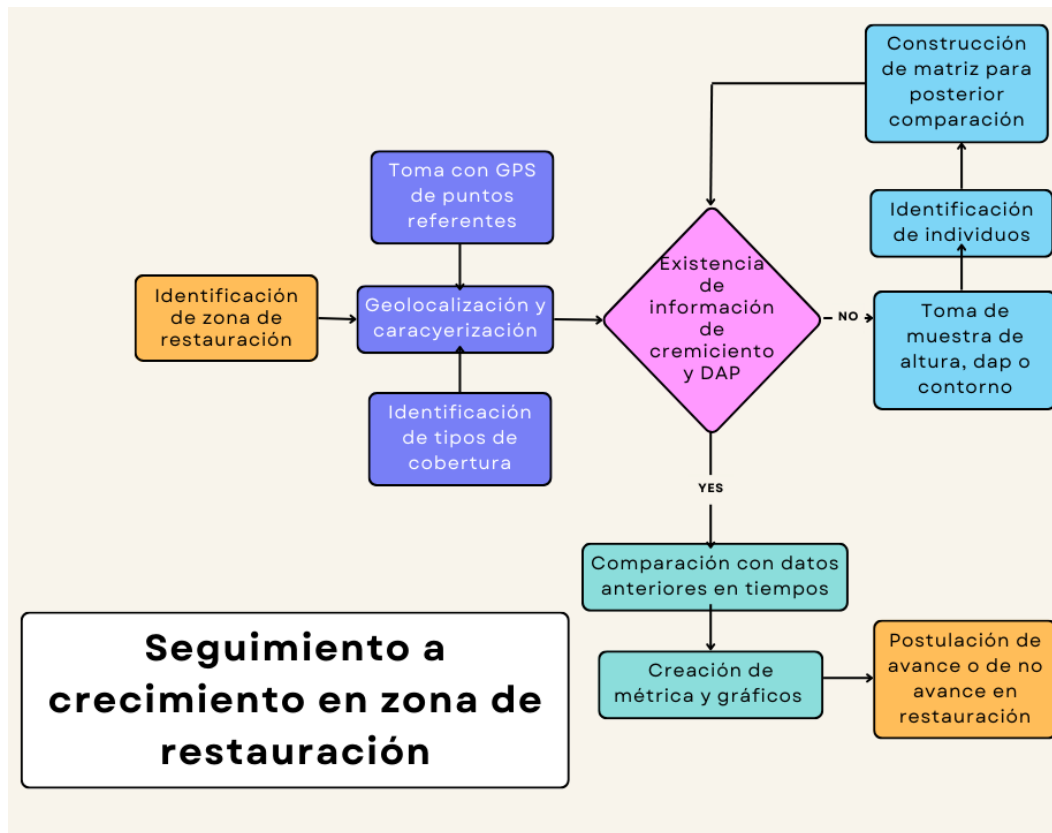 Construcción
de matriz para
posterior
comparación
Toma con GPS
de puntos
referentes
Identificación
de individuos
Identificación
de zona de
restauración
Geolocalización y
caracyerización
Existencia
de
información
de
cremiciento
y DAP
NO
Toma de
muestra de
altura, dap o
contorno
Identificación
de tipos de
cobertura
YES
Comparación con datos
anteriores en tiempos
Creación de
métrica y gráficos
Postulación de
avance o de no
avance en
restauración
Seguimiento a
crecimiento en zona de
restauración